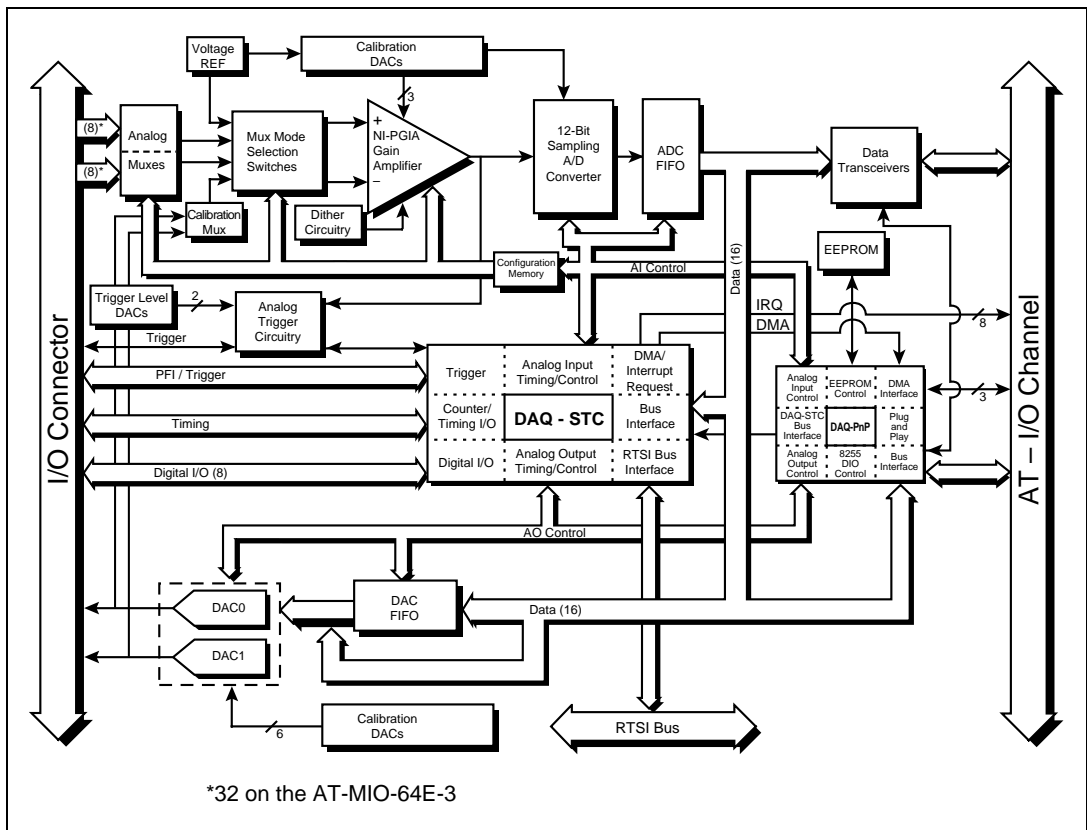 Voltage
REF
Calibration
DACs
3
(8)*
(8)*
Analog
Muxes
Mux Mode
Selection
Switches
+
NI-PGIA
Gain
Amplifier
–
12-Bit
Sampling
A/D
Converter
ADC
FIFO
Data
Transceivers
Calibration
Mux
Dither
Circuitry
Configuration
Memory
AI Control
Data (16)
EEPROM
Trigger Level
DACs
2
Analog
Trigger
Circuitry
IRQ
DMA
8
Trigger
PFI / Trigger
Timing
Digital I/O (8)
I/O Connector
Trigger
Analog Input
Timing/Control
DMA/
Interrupt
Request
Counter/
Timing I/O
DAQ - STC
Bus
Interface
Digital I/O
Analog Output
Timing/Control
RTSI Bus
Interface
Analog
Input
Control
EEPROM
Control
DMA
Interface
DAQ-STC
Bus
Interface
DAQ-PnP
Plug
and
Play
Analog
Output
Control
8255
DIO
Control
Bus
Interface
3
AT – I/O Channel
AO Control
DAC0
DAC
FIFO
Data (16)
DAC1
6
Calibration
DACs
RTSI Bus
*32 on the AT-MIO-64E-3